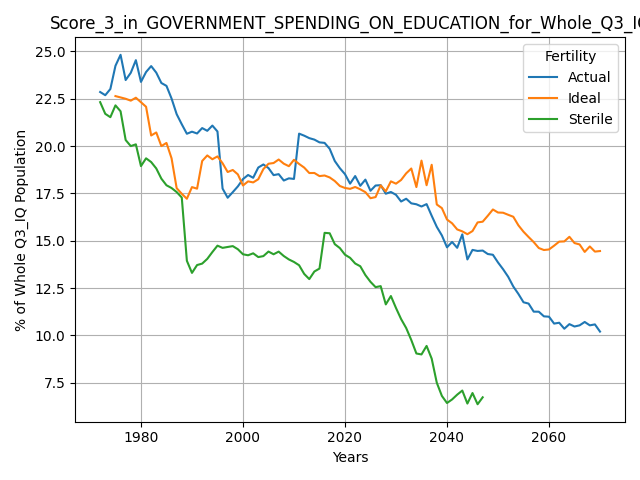 Score_3_in_GOVERNMENT_SPENDING_ON_EDUCATION_for_Whole_Q3_IQ
Fertility
Actual
Ideal
Sterile
% of Whole Q3_IQ Population
25.0
22.5
20.0
17.5
15.0
12.5
10.0
7.5
1980
2000
2020
2040
2060
Years